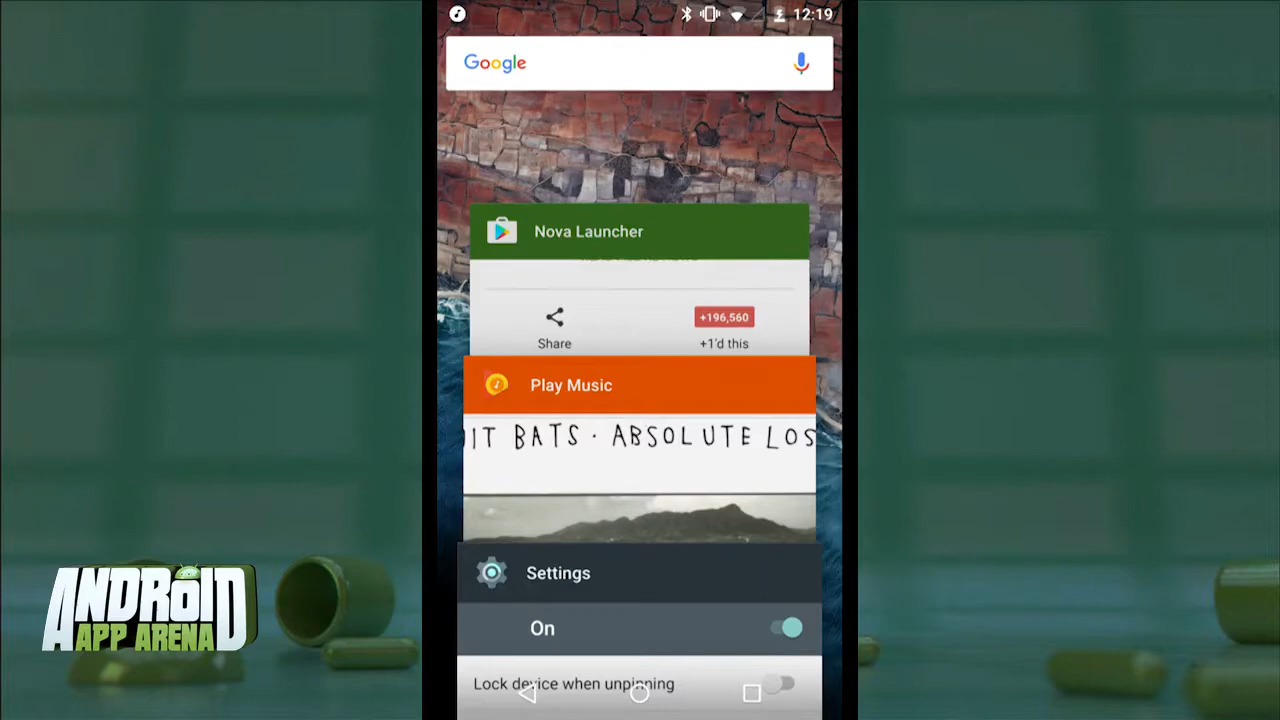 12:19
Google
Nova Launcher
+196,560
Share
+1'd this
Play Music
IT BATS · ABSOLUTE LOS
Settings
On
Lock device when unpinning
ANDROID
APP ARENA